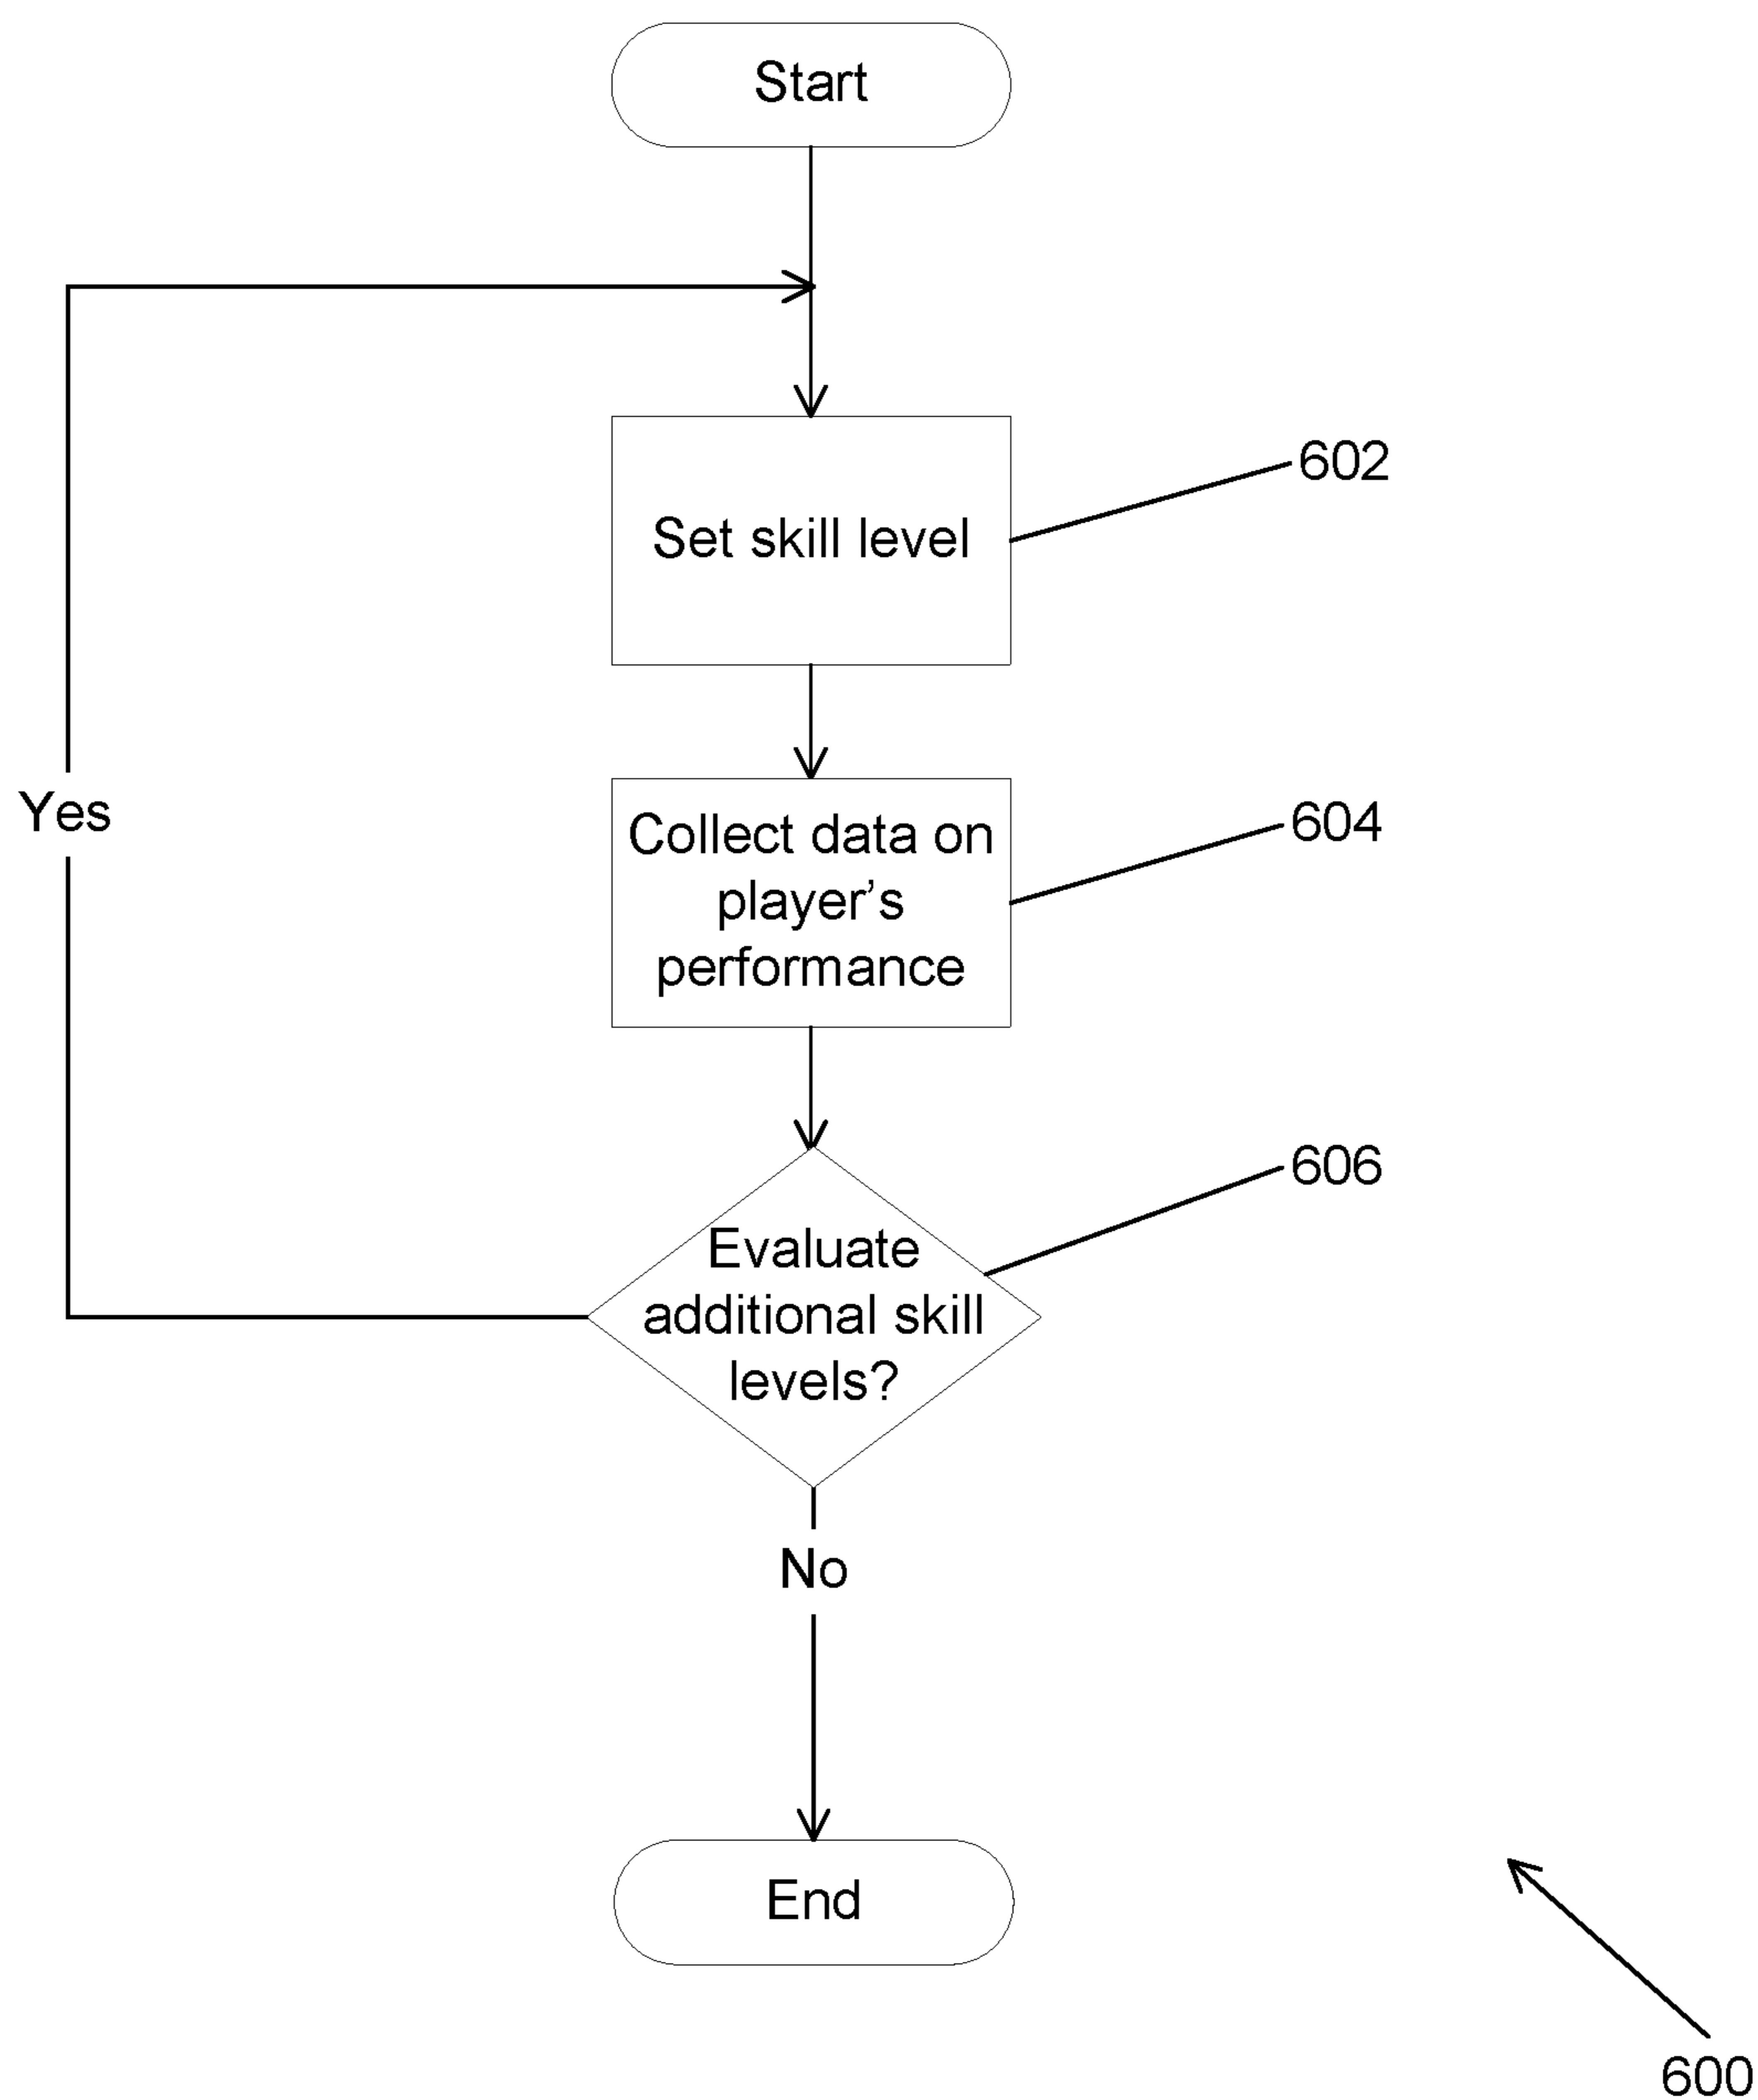 Start
Set skill level
602
Yes
Collect data on
player’s
performance
604
Evaluate
additional skill
levels?
606
No
End
600